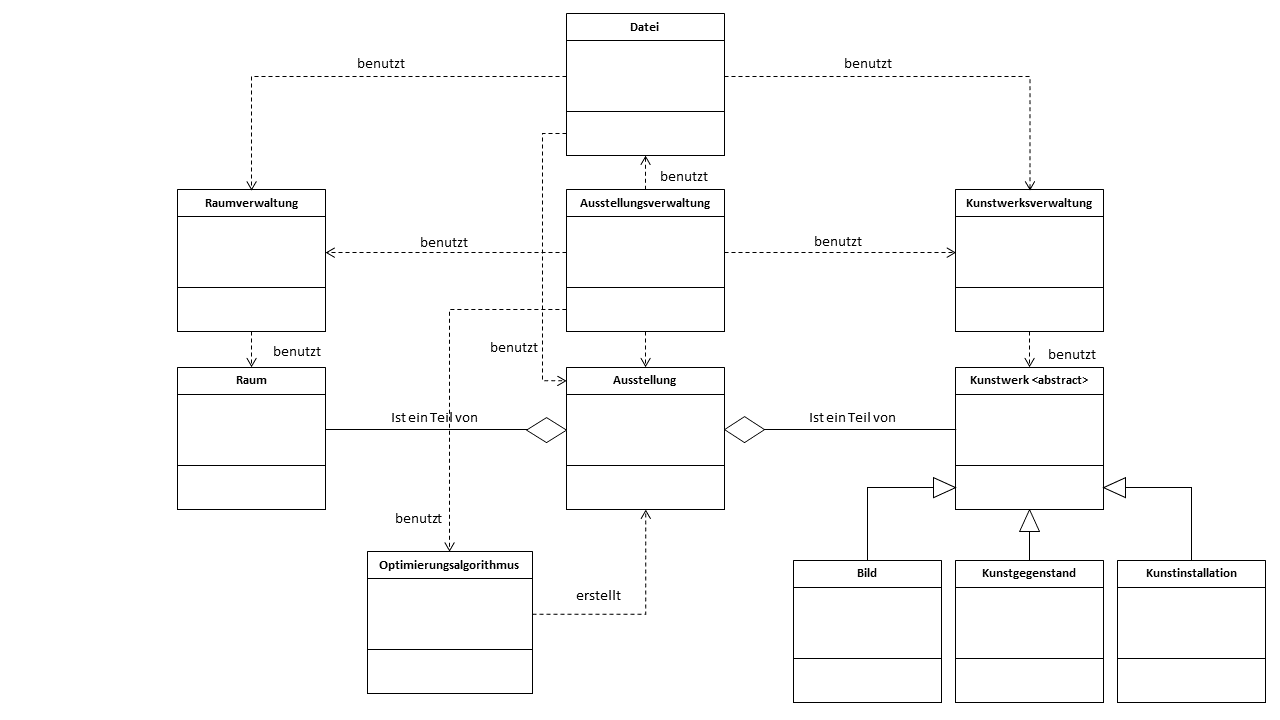 Datei
benutzt
benutzt
benutzt
Raumverwaltung
Ausstellungsverwaltung
Kunstwerksverwaltung
benutzt
benutzt
benutzt
benutzt
benutzt
Raum
Ausstellung
Kunstwerk <abstract>
Ist ein Teil von
Ist ein Teil von
benutzt
Optimierungsalgorithmus
erstellt
Bild
Kunstgegenstand
Kunstinstallation